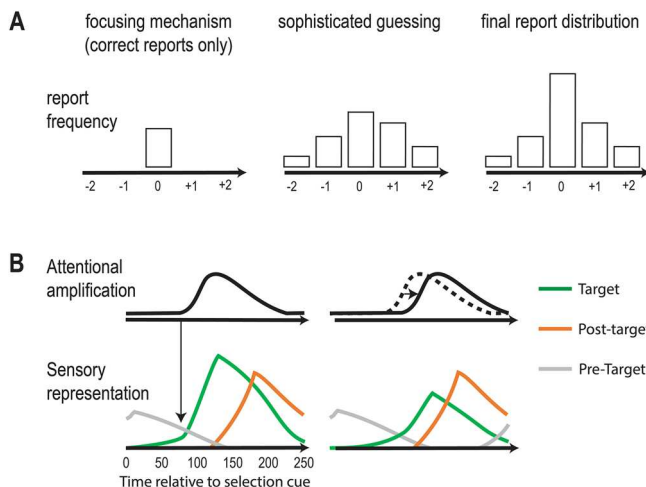 A
focusing mechanism
(correct reports only)
sophisticated guessing
final report distribution
report
frequency
-2 -1 0 +1 +2
-2 -1 0 +1 +2
-2 -1 0 +1 +2
B
Attentional
amplification
Target
Post-target
Pre-Target
Sensory
representation
0 50 100 150 200 250
Time relative to selection cue